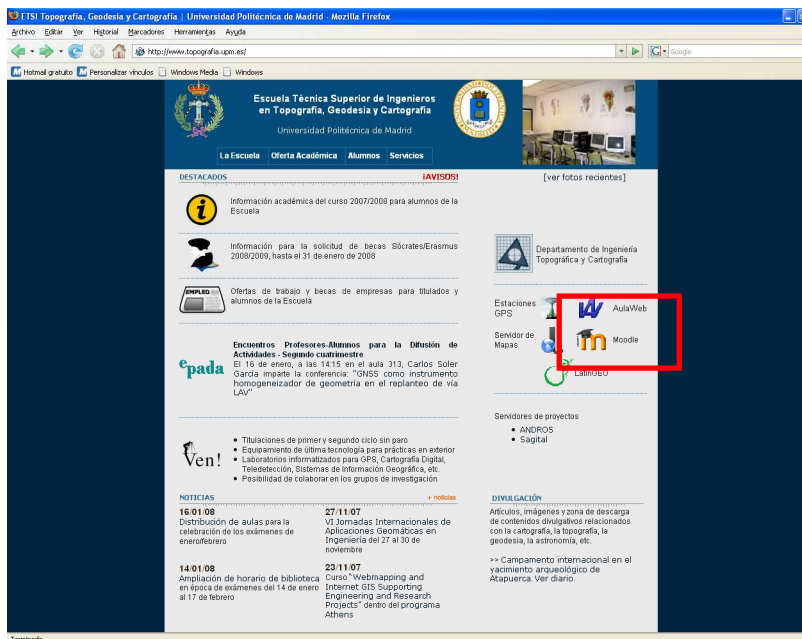 ETSI Topografía, Geodesia y Cartografía | Universidad Politécnica de Madrid - Mozilla Firefox
Archivo Editar Ver Historial Marcadores Herramientas Ayuda
http://www.topografia.upm.es/
Google
Hotmail gratuito Personalizar vínculos Windows Media Windows
Escuela Técnica Superior de Ingenieros
en Topografía, Geodesia y Cartografía
Universidad Politécnica de Madrid
La Escuela Oferta Académica Alumnos Servicios
DESTACADOS
¡AVISOS!
Información académica del curso 2007/2008 para alumnos de la
Escuela
Información para la solicitud de becas Sócrates/Erasmus
2008/2009, hasta el 31 de enero de 2008
EMPLEO
Ofertas de trabajo y becas de empresas para titulados y
alumnos de la Escuela
epada
Encuentros Profesores-Alumnos para la Difusión de
Actividades - Segundo cuatrimestre
El 16 de enero, a las 14:15 en el aula 313, Carlos Soler
García imparte la conferencia: "GNSS como instrumento
homogeneizador de geometría en el replanteo de vía
LAV"
Ven!
• Titulaciones de primer y segundo ciclo sin paro
• Equipamiento de última tecnología para prácticas en exterior
• Laboratorios informatizados para GPS, Cartografía Digital,
Teledetección, Sistemas de Información Geográfica, etc.
• Posibilidad de colaborar en los grupos de investigación
NOTICIAS
+ noticias
16/01/08
Distribución de aulas para la
celebración de los exámenes de
enero/febrero
14/01/08
Ampliación de horario de biblioteca
en época de exámenes del 14 de enero
al 17 de febrero
27/11/07
VI Jornadas Internacionales de
Aplicaciones Geomáticas en
Ingeniería del 27 al 30 de
noviembre
23/11/07
Curso "Webmapping and
Internet GIS Supporting
Engineering and Research
Projects" dentro del programa
Athens
[ver fotos recientes]
Departamento de Ingeniería
Topográfica y Cartografía
Estaciones
GPS
AulaWeb
Servidor de
Mapas
Moodle
LatinGEO
Servidores de proyectos
• ANDROS
• Sagital
DIVULGACIÓN
Artículos, imágenes y zona de descarga
de contenidos divulgativos relacionados
con la cartografía, la topografía, la
geodesia, la astronomía, etc.
>> Campamento internacional en el
yacimiento arqueológico de
Atapuerca. Ver diario.